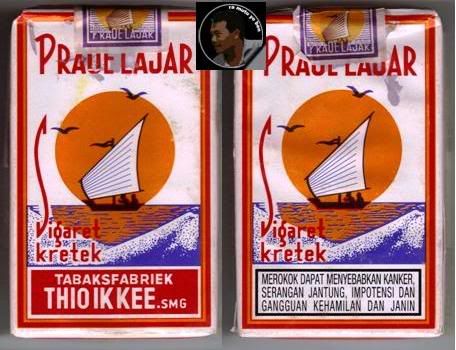 PRAUE LAJAR
Sigaret
kretek
TABAKSFABRIEK
THIO IK KEE.SMG
PRAUE LAJAR
Sigaret
kretek
MEROKOK DAPAT MENYEBABKAN KANKER,
SERANGAN JANTUNG, IMPOTENSI DAN
GANGGUAN KEHAMILAN DAN JANIN